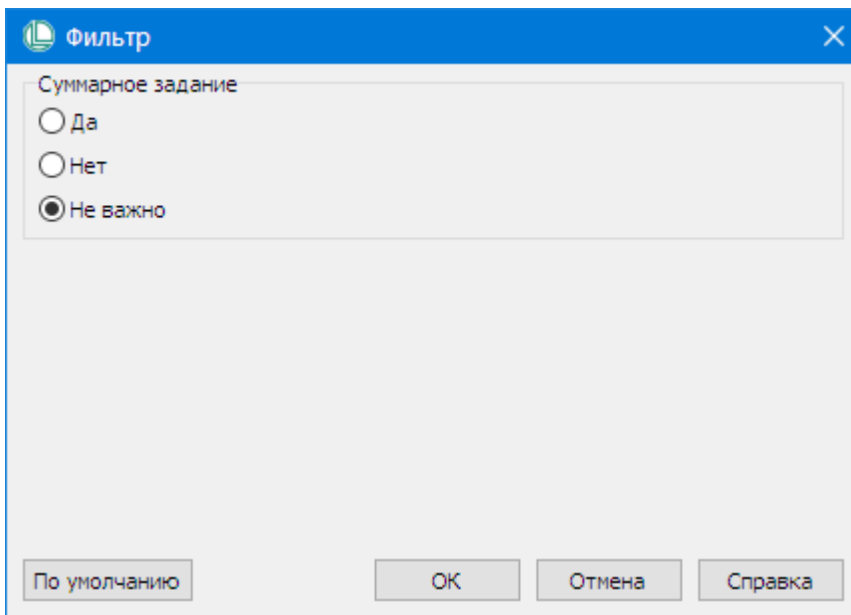 Фильтр
Суммарное задание
Да
Нет
Не важно
По умолчанию ОК Отмена Справка